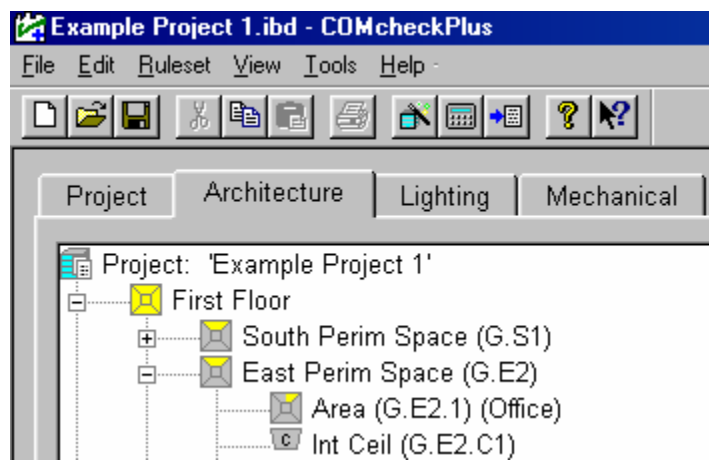 Example Project 1.ibd - COMcheckPlus
File Edit Ruleset View Tools Help
Project Architecture Lighting Mechanical
Project: 'Example Project 1'
First Floor
South Perim Space (G.S1)
East Perim Space (G.E2)
Area (G.E2.1) (Office)
C Int Ceil (G.E2.C1)